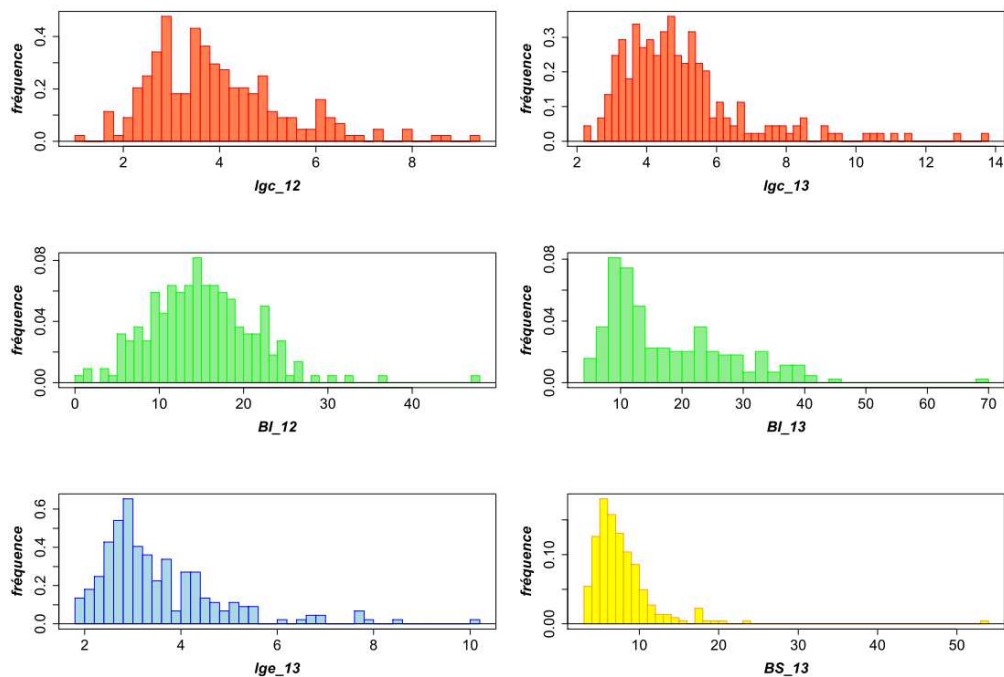 fréquence
0.0 0.2 0.4
2 4 6 8
lgc_12
fréquence
0.0 0.1 0.2 0.3
2 4 6 8 10 12 14
lgc_13
fréquence
0.00 0.04 0.08
0 10 20 30 40
BI_12
fréquence
0.00 0.04 0.08
10 20 30 40 50 60 70
BI_13
fréquence
0.0 0.2 0.4 0.6
2 4 6 8 10
lge_13
fréquence
0.00 0.10
10 20 30 40 50
BS_13